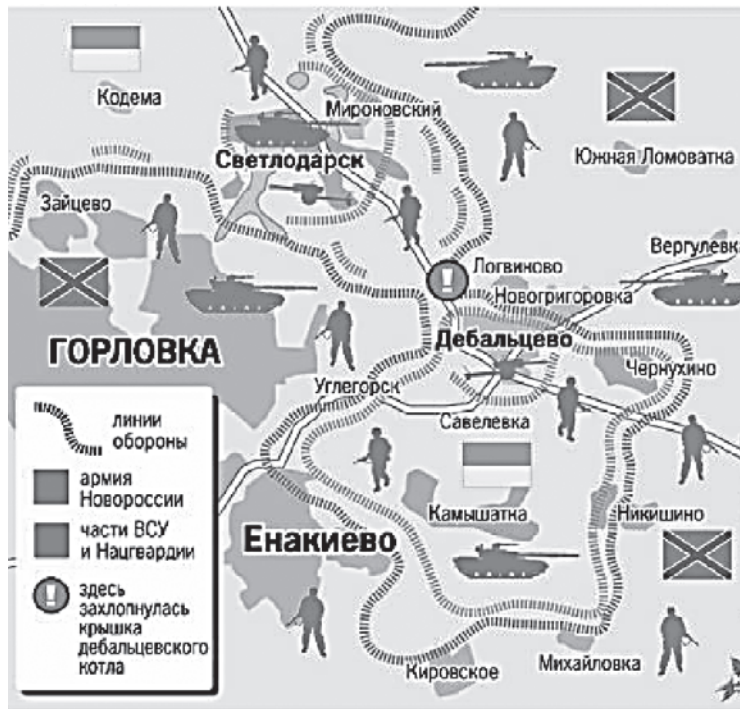 Кодема
Мироновский
Светлодарск
Южная Ломоватка
Зайцево
Вергулевка
Логвиново
!
Новогригоровка
Дебальцево
ГОРЛОВКА
Чернухино
Углегорск
Савелевка
Камышатка
Никишино
Енакиево
Михайловка
Кировское
линии
обороны
армия
Новороссии
части ВСУ
и Нацгвардии
!
здесь
захлопнулась
крышка
дебальцевского
котла